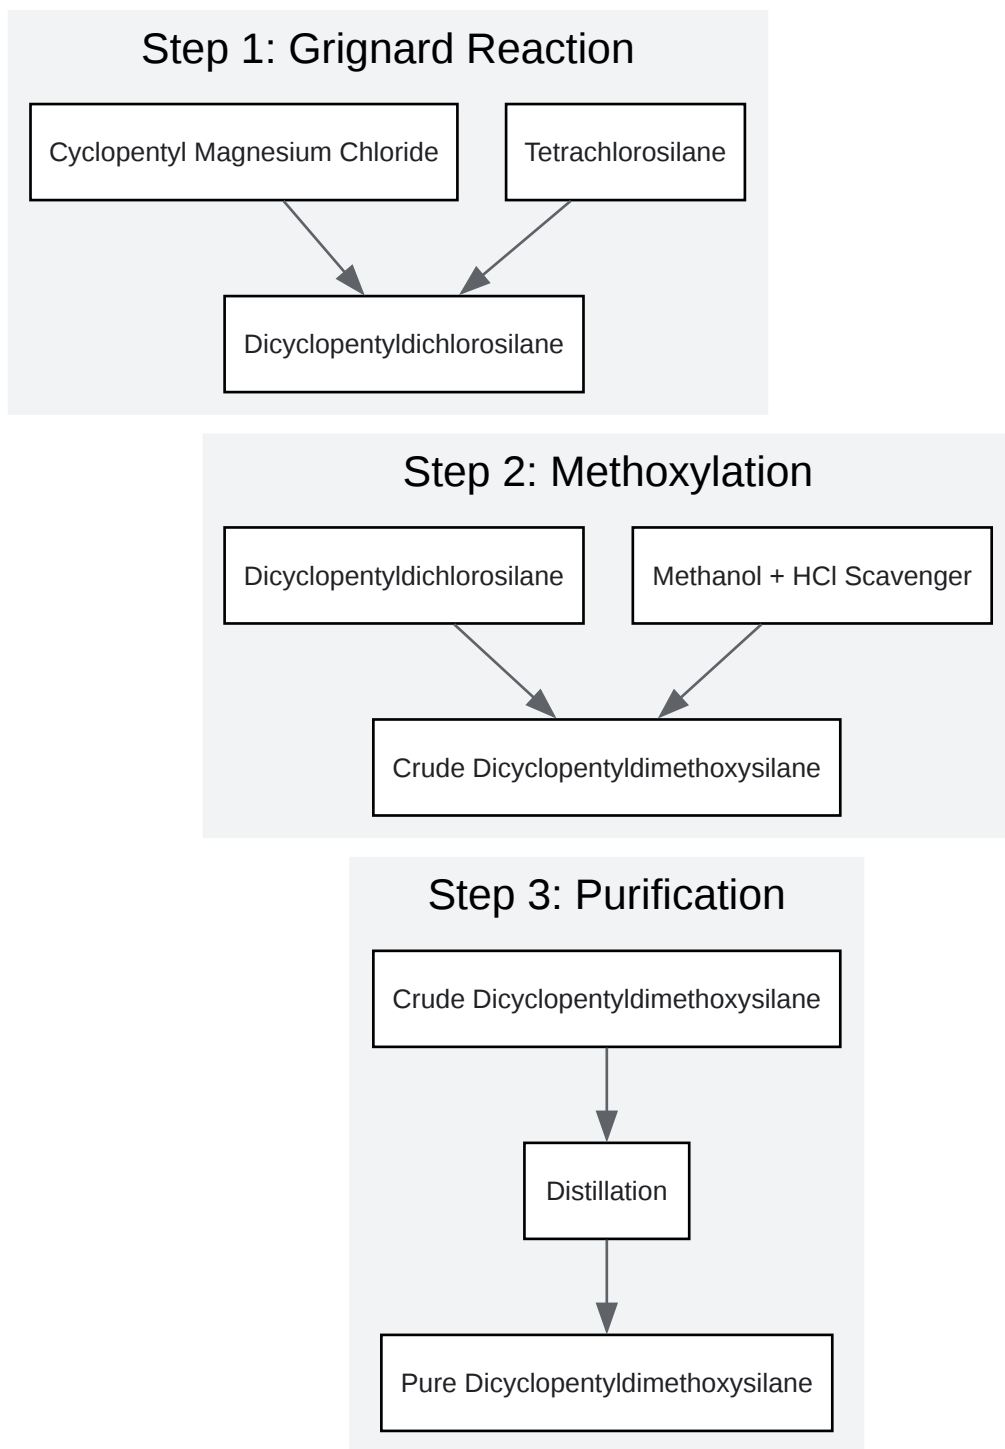 Step 1: Grignard Reaction
Cyclopentyl Magnesium Chloride
Tetrachlorosilane
Dicyclopentyldichlorosilane
Step 2: Methoxylation
Dicyclopentyldichlorosilane
Methanol + HCl Scavenger
Crude Dicyclopentyldimethoxysilane
Step 3: Purification
Crude Dicyclopentyldimethoxysilane
Distillation
Pure Dicyclopentyldimethoxysilane